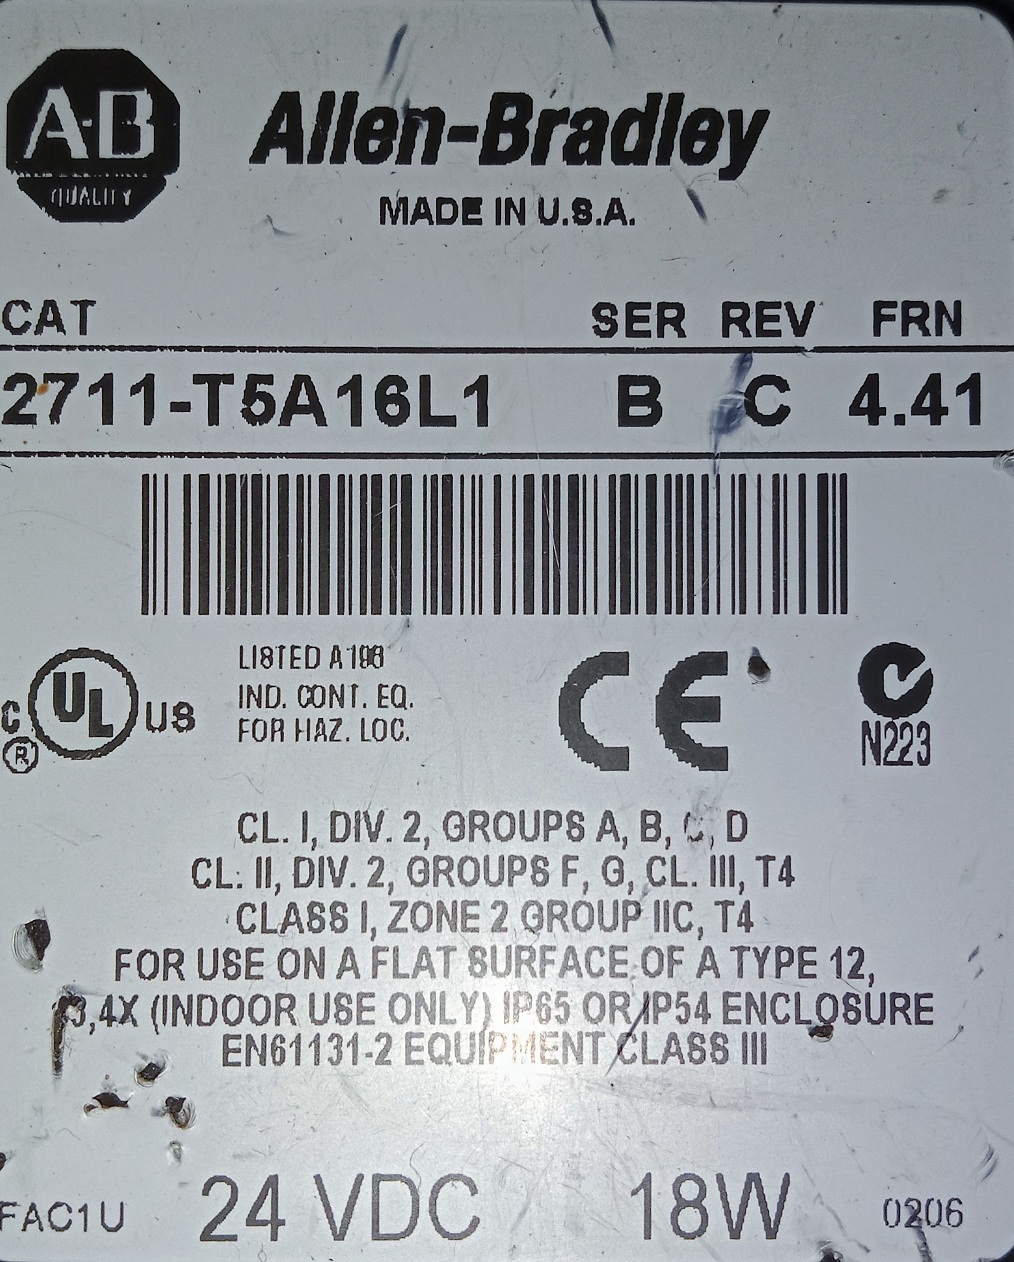 AB
QUALITY
Allen-Bradley
MADE IN U.S.A.
CAT SER REV FRN
2711-T5A16L1 B C 4.41
C UL US
®
LISTED A196
IND. CONT. EQ.
FOR HAZ. LOC.
CE
N223
CL. I, DIV. 2, GROUPS A, B, C, D
CL. II, DIV. 2, GROUPS F, G, CL. III, T4
CLASS I, ZONE 2 GROUP IIC, T4
FOR USE ON A FLAT SURFACE OF A TYPE 12,
13,4X (INDOOR USE ONLY) IP65 OR IP54 ENCLOSURE
EN61131-2 EQUIPMENT CLASS III
FAC1U 24 VDC 18W 0206